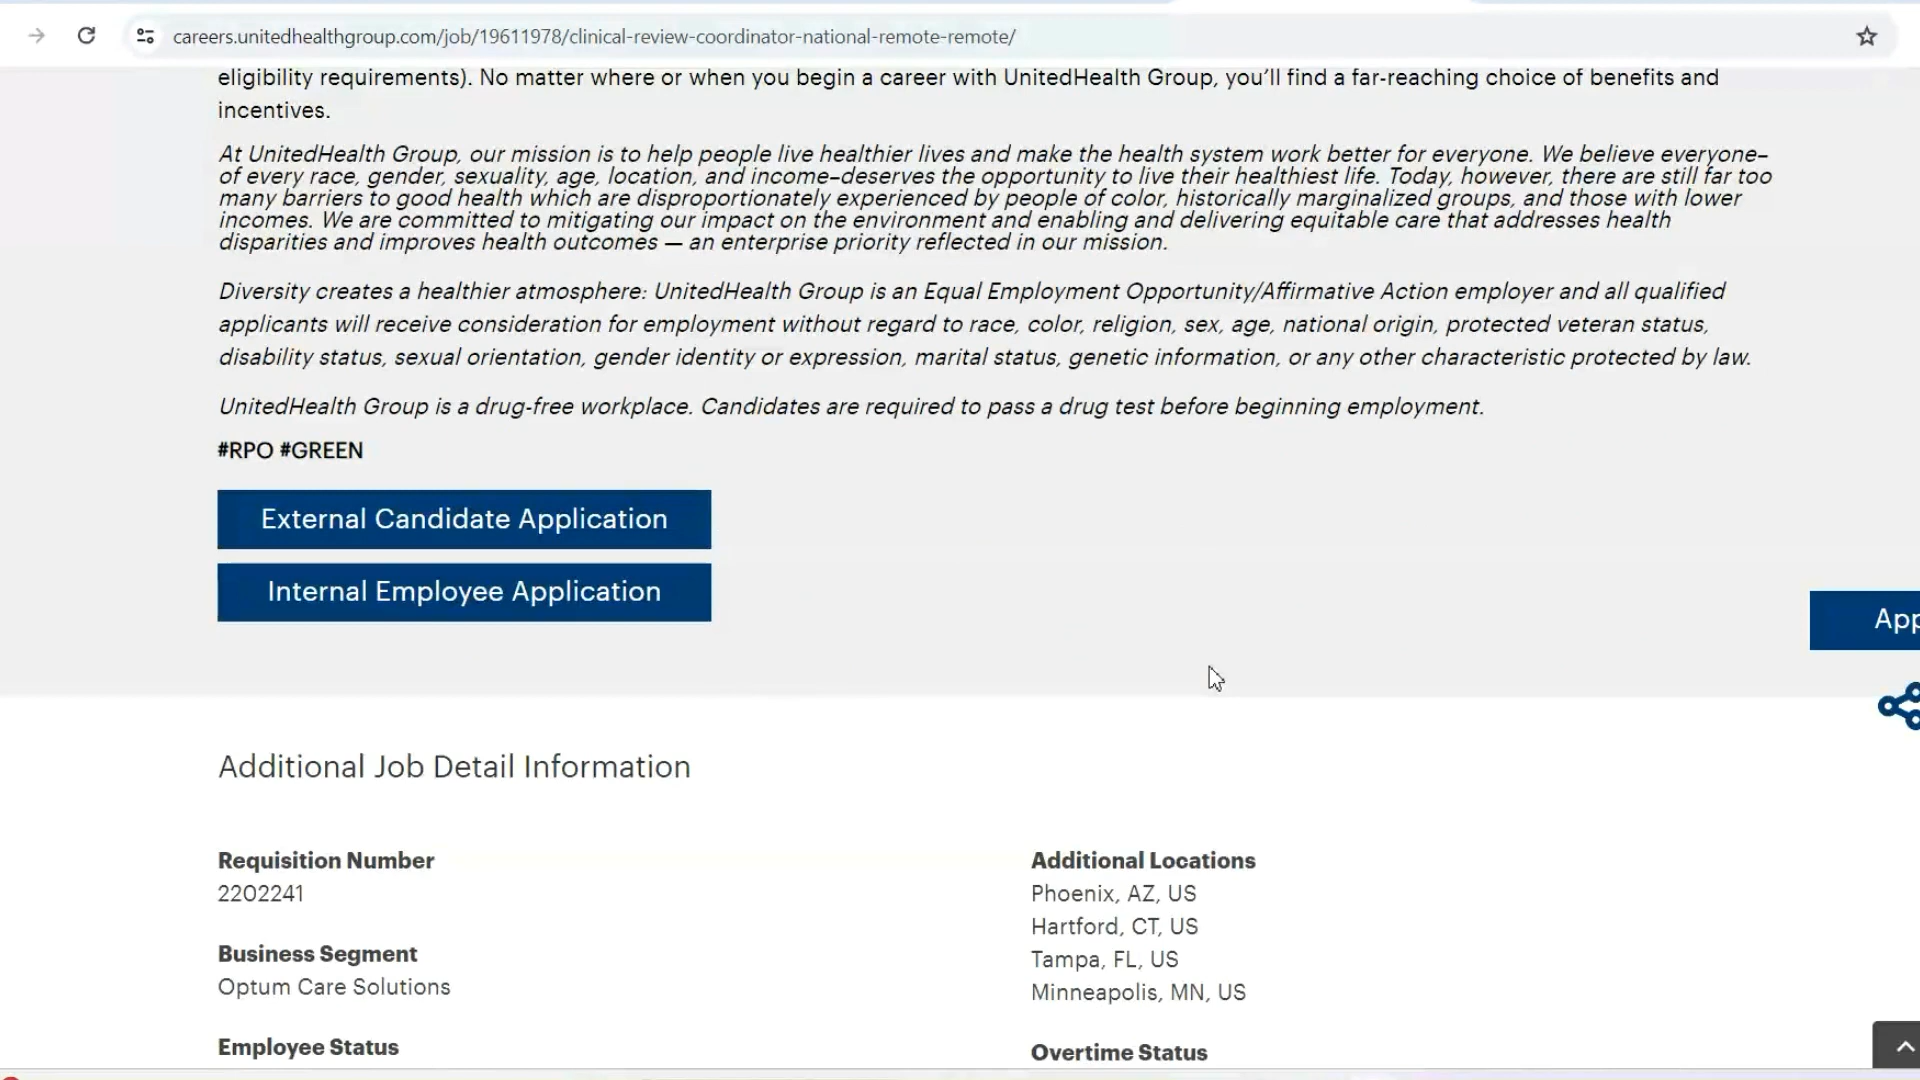 careers.unitedhealthgroup.com/job/19611978/clinical-review-coordinator-national-remote-remote/
eligibility requirements). No matter where or when you begin a career with UnitedHealth Group, you’ll find a far-reaching choice of benefits and
incentives.
At UnitedHealth Group, our mission is to help people live healthier lives and make the health system work better for everyone. We believe everyone–
of every race, gender, sexuality, age, location, and income–deserves the opportunity to live their healthiest life. Today, however, there are still far too
many barriers to good health which are disproportionately experienced by people of color, historically marginalized groups, and those with lower
incomes. We are committed to mitigating our impact on the environment and enabling and delivering equitable care that addresses health
disparities and improves health outcomes — an enterprise priority reflected in our mission.
Diversity creates a healthier atmosphere: UnitedHealth Group is an Equal Employment Opportunity/Affirmative Action employer and all qualified
applicants will receive consideration for employment without regard to race, color, religion, sex, age, national origin, protected veteran status,
disability status, sexual orientation, gender identity or expression, marital status, genetic information, or any other characteristic protected by law.
UnitedHealth Group is a drug-free workplace. Candidates are required to pass a drug test before beginning employment.
#RPO #GREEN
External Candidate Application
Internal Employee Application
App
Additional Job Detail Information
Requisition Number
2202241
Business Segment
Optum Care Solutions
Employee Status
Additional Locations
Phoenix, AZ, US
Hartford, CT, US
Tampa, FL, US
Minneapolis, MN, US
Overtime Status